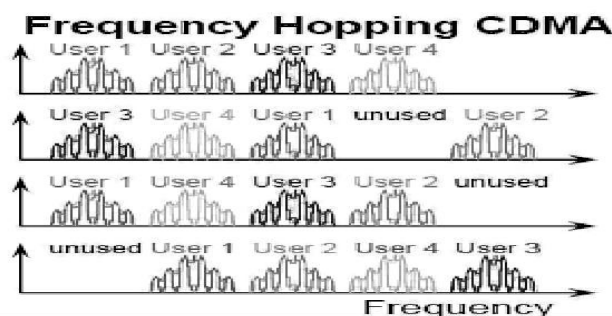 Frequency Hopping CDMA
User 1 User 2 User 3 User 4
User 3 User 4 User 1 unused User 2
User 1 User 4 User 3 User 2 unused
unused User 1 User 2 User 4 User 3
Frequency